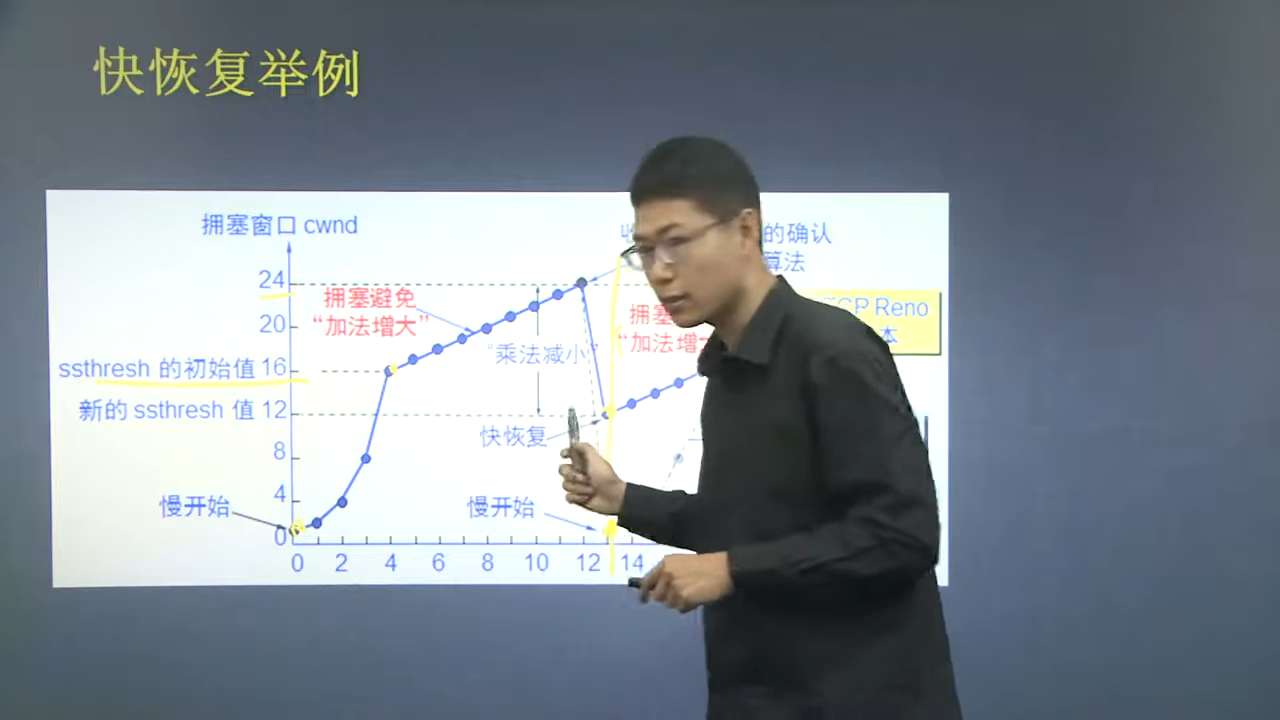 快恢复举例
拥塞窗口 cwnd
的确认
算法
24
拥塞避免
“加法增大”
20
TCP Reno
本
拥塞
“加法增大
“乘法减小”
ssthresh 的初始值 16
新的 ssthresh 值 12
快恢复
8
4
慢开始
慢开始
0
0 2 4 6 8 10 12 14